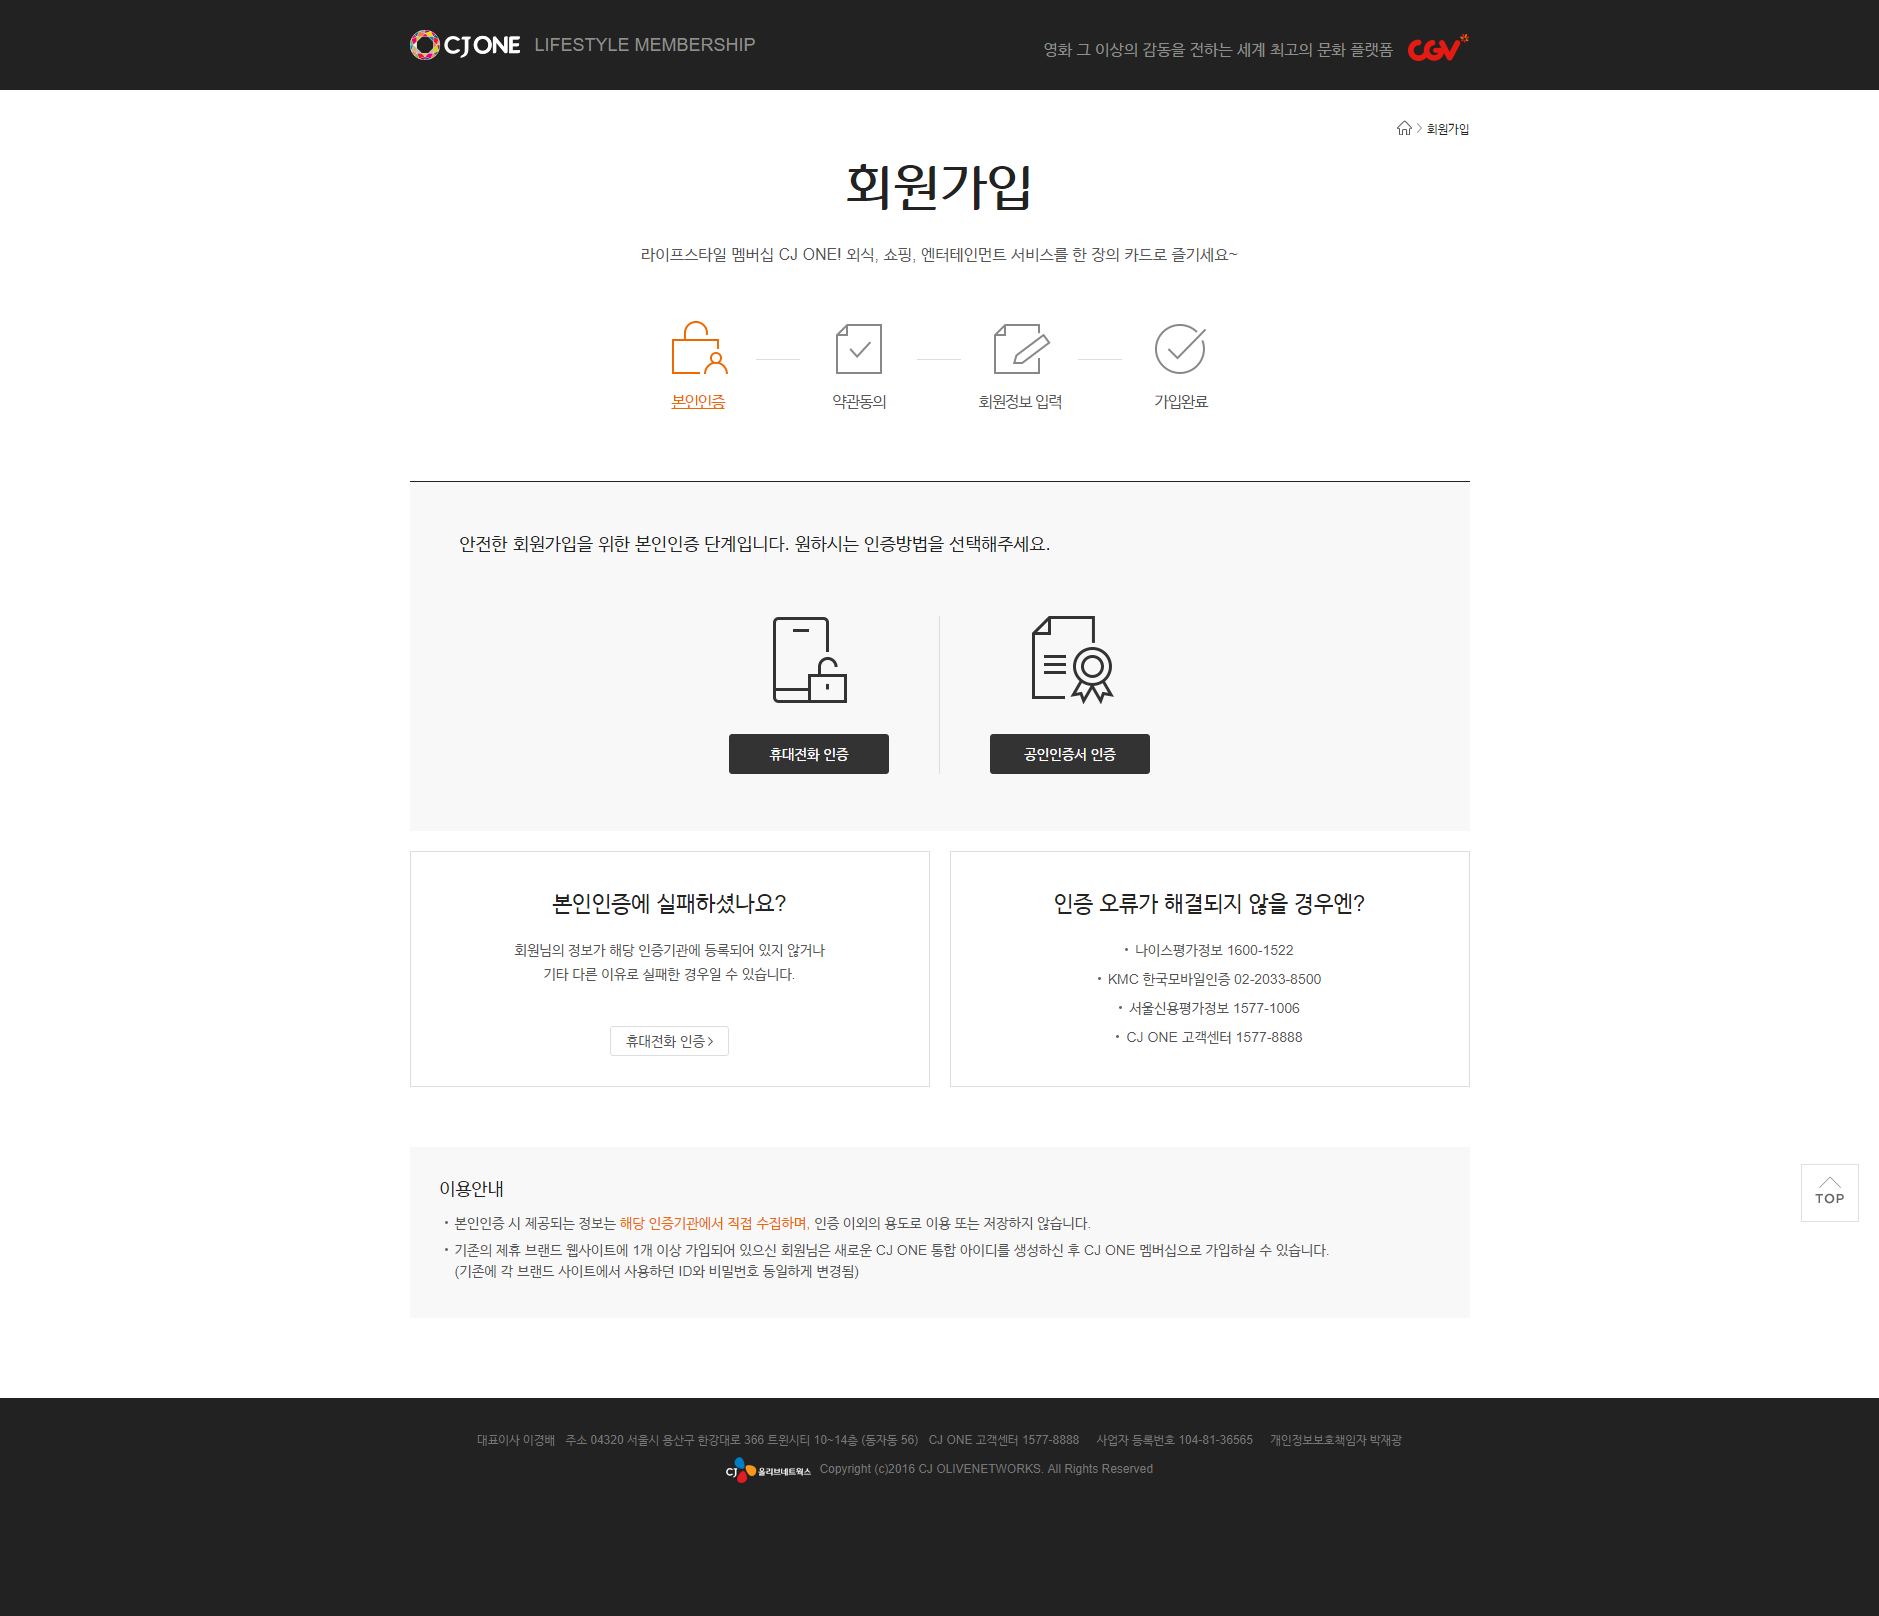 CJ ONE LIFESTYLE MEMBERSHIP
영화 그 이상의 감동을 전하는 세계 최고의 문화 플랫폼 CGV
회원가입
회원가입
라이프스타일 멤버십 CJ ONE! 외식, 쇼핑, 엔터테인먼트 서비스를 한 장의 카드로 즐기세요~
본인인증
약관동의
회원정보 입력
가입완료
안전한 회원가입을 위한 본인인증 단계입니다. 원하시는 인증방법을 선택해주세요.
휴대전화 인증
공인인증서 인증
본인인증에 실패하셨나요?
회원님의 정보가 해당 인증기관에 등록되어 있지 않거나
기타 다른 이유로 실패한 경우일 수 있습니다.
휴대전화 인증 >
인증 오류가 해결되지 않을 경우엔?
· 나이스평가정보 1600-1522
· KMC 한국모바일인증 02-2033-8500
· 서울신용평가정보 1577-1006
· CJ ONE 고객센터 1577-8888
이용안내
· 본인인증 시 제공되는 정보는 해당 인증기관에서 직접 수집하며, 인증 이외의 용도로 이용 또는 저장하지 않습니다.
· 기존의 제휴 브랜드 웹사이트에 1개 이상 가입되어 있으신 회원님은 새로운 CJ ONE 통합 아이디를 생성하신 후 CJ ONE 멤버십으로 가입하실 수 있습니다.
(기존에 각 브랜드 사이트에서 사용하던 ID와 비밀번호 동일하게 변경됨)
TOP
대표이사 이경배 주소 04320 서울시 용산구 한강대로 366 트윈시티 10~14층 (동자동 56) CJ ONE 고객센터 1577-8888 사업자 등록번호 104-81-36565 개인정보보호책임자 박재광
CJ 올리브네트웍스 Copyright (c)2016 CJ OLIVENETWORKS. All Rights Reserved